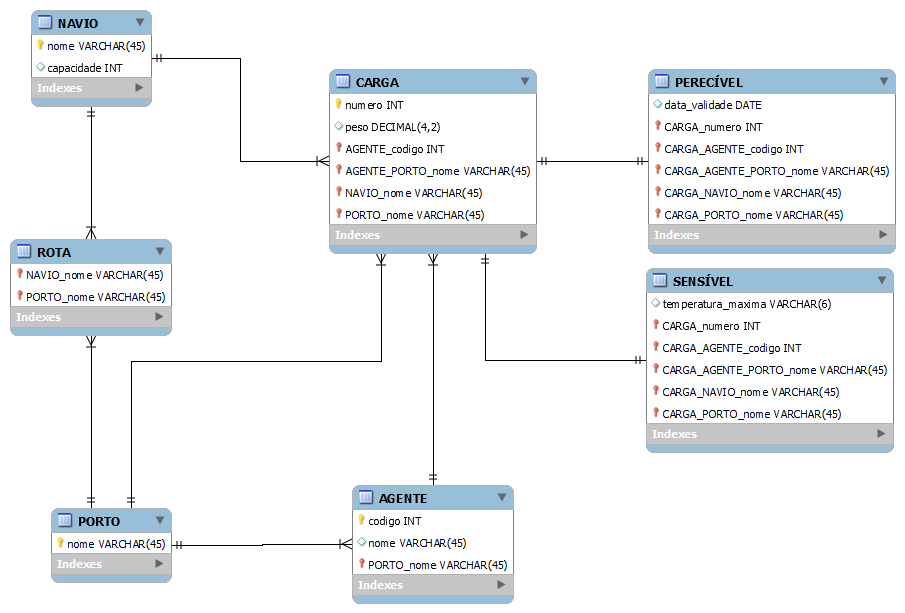 NAVIO
nome VARCHAR(45)
capacidade INT
Indexes
CARGA
numero INT
peso DECIMAL(4,2)
AGENTE_codigo INT
AGENTE_PORTO_nome VARCHAR(45)
NAVIO_nome VARCHAR(45)
PORTO_nome VARCHAR(45)
Indexes
PERECÍVEL
data_validade DATE
CARGA_numero INT
CARGA_AGENTE_codigo INT
CARGA_AGENTE_PORTO_nome VARCHAR(45)
CARGA_NAVIO_nome VARCHAR(45)
CARGA_PORTO_nome VARCHAR(45)
Indexes
ROTA
NAVIO_nome VARCHAR(45)
PORTO_nome VARCHAR(45)
Indexes
SENSÍVEL
temperatura_maxima VARCHAR(6)
CARGA_numero INT
CARGA_AGENTE_codigo INT
CARGA_AGENTE_PORTO_nome VARCHAR(45)
CARGA_NAVIO_nome VARCHAR(45)
CARGA_PORTO_nome VARCHAR(45)
Indexes
PORTO
nome VARCHAR(45)
Indexes
AGENTE
codigo INT
nome VARCHAR(45)
PORTO_nome VARCHAR(45)
Indexes